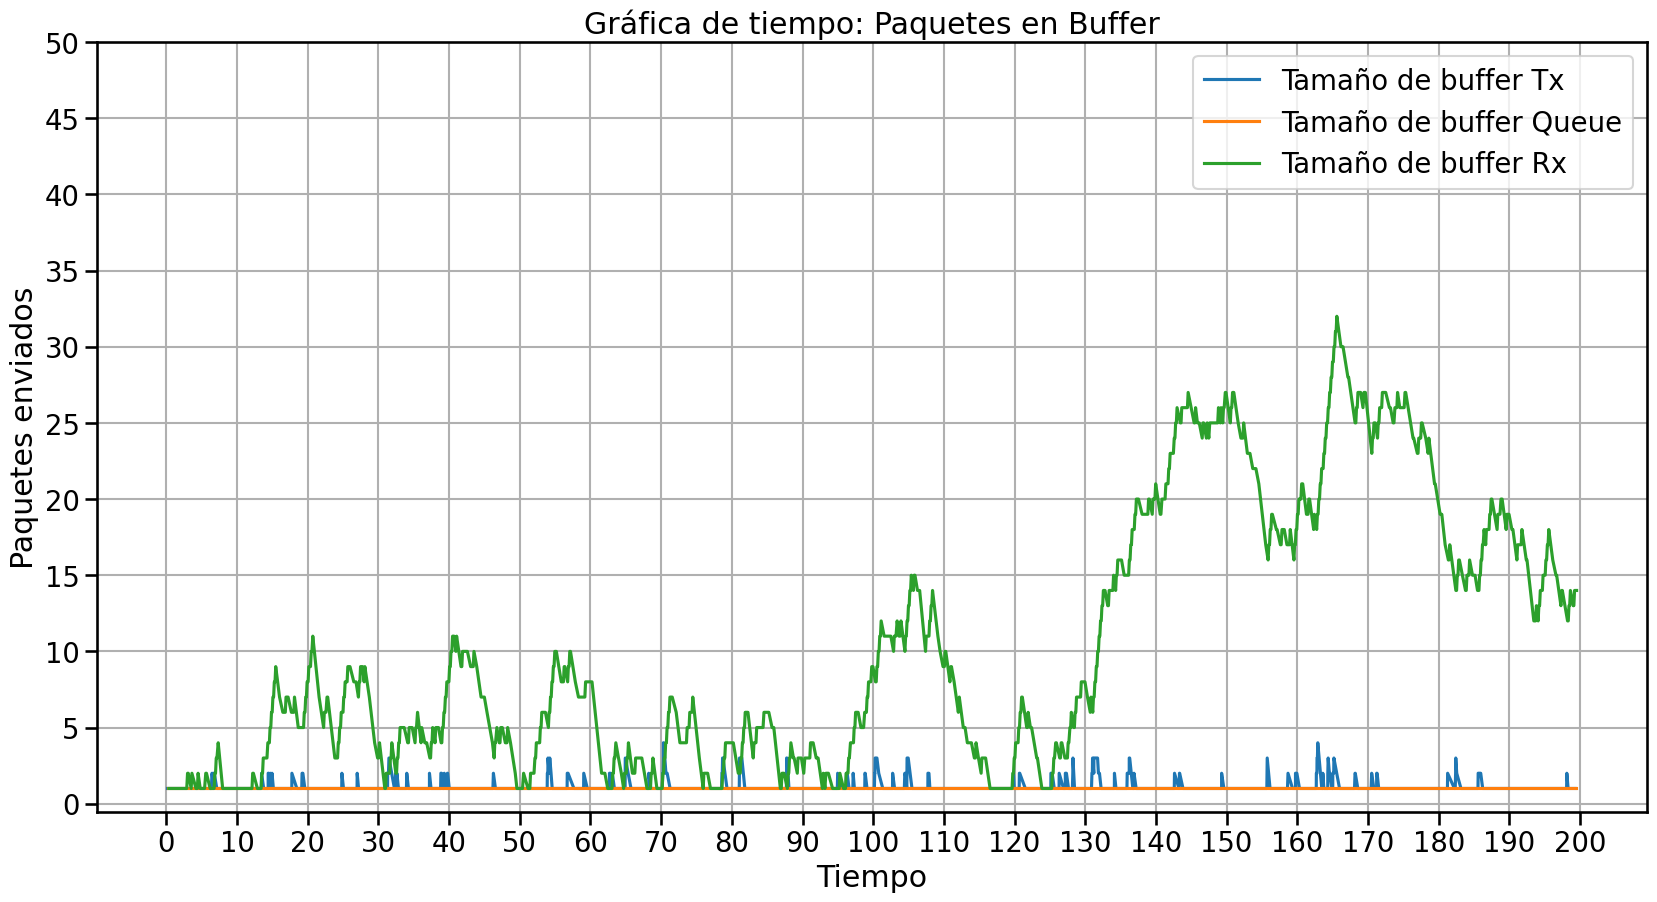 Gráfica de tiempo: Paquetes en Buffer
50
45
40
35
30
25
20
15
10
5
0
Paquetes enviados
Tamaño de buffer Tx
Tamaño de buffer Queue
Tamaño de buffer Rx
0 10 20 30 40 50 60 70 80 90 100 110 120 130 140 150 160 170 180 190 200
Tiempo